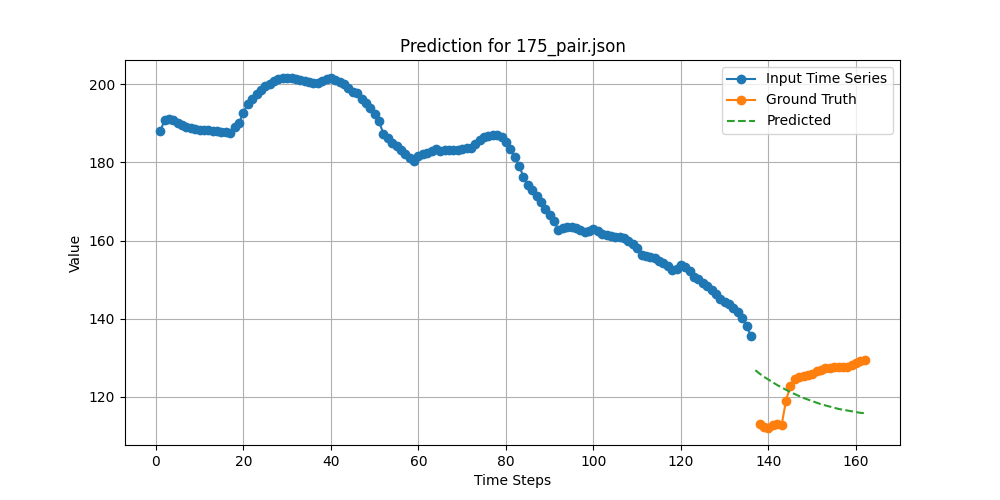 Prediction for 175_pair.json
Input Time Series
Ground Truth
Predicted
200
180
160
140
120
Value
0 20 40 60 80 100 120 140 160
Time Steps